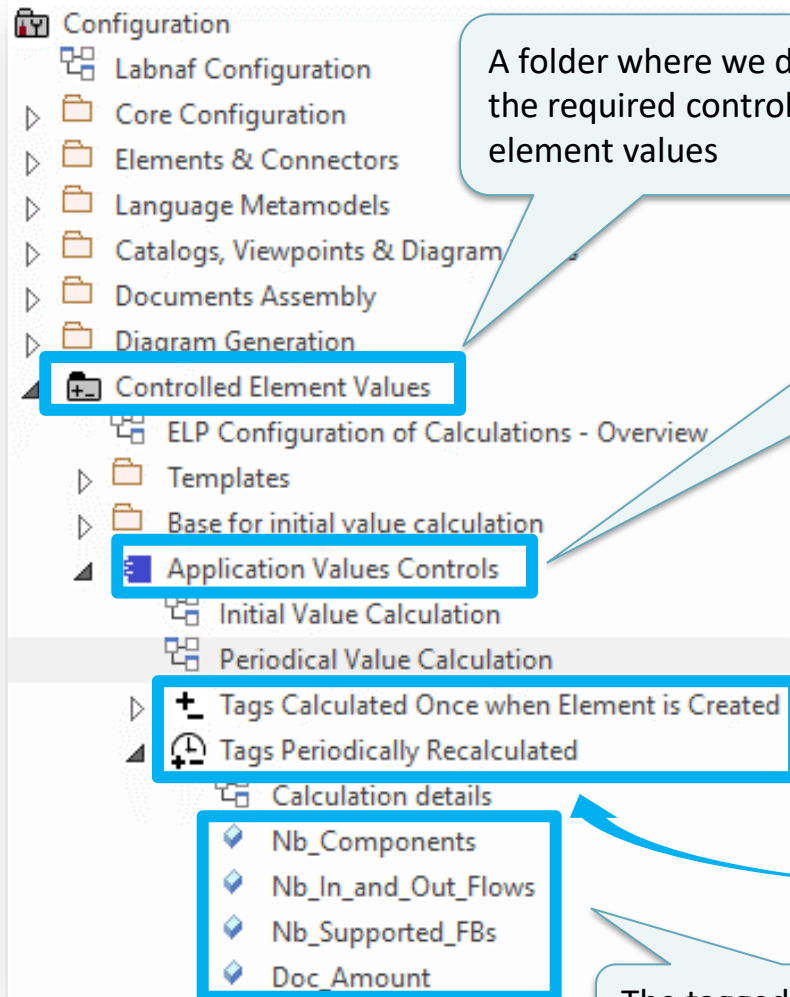 Configuration
Labnaf Configuration
A folder where we d
Core Configuration
the required control
Elements & Connectors
element values
Language Metamodels
Catalogs, Viewpoints & Diagram
Documents Assembly
Diagram Generation
Controlled Element Values
ELP Configuration of Calculations - Overview
Templates
Base for initial value calculation
Application Values Controls
Initial Value Calculation
Periodical Value Calculation
Tags Calculated Once when Element is Created
Tags Periodically Recalculated
Calculation details
Nb_Components
Nb_In_and_Out_Flows
Nb_Supported_FBs
Doc_Amount
The tagged